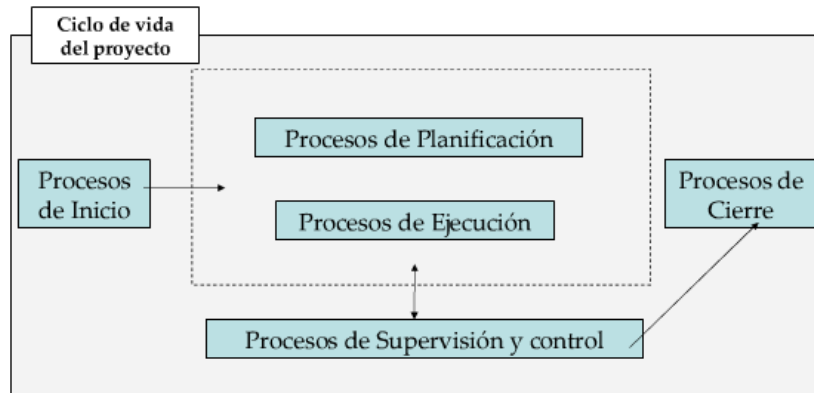 Ciclo de vida
del proyecto
Procesos de Planificación
Procesos
de Inicio
Procesos de
Cierre
Procesos de Ejecución
Procesos de Supervisión y control